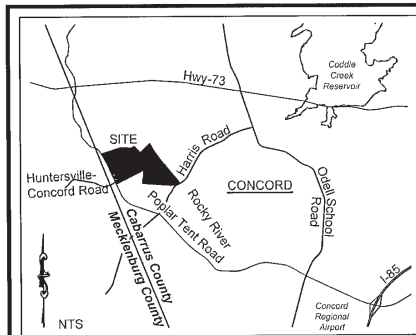 Hwy-73
Coddle
Creek
Reservoir
SITE
Harris Road
Huntersville-
Concord Road
CONCORD
Odell School
Road
Rocky River
Poplar Tent Road
Cabarrus County
Mecklenburg County
I-85
Concord
Regional
Airport
NTS